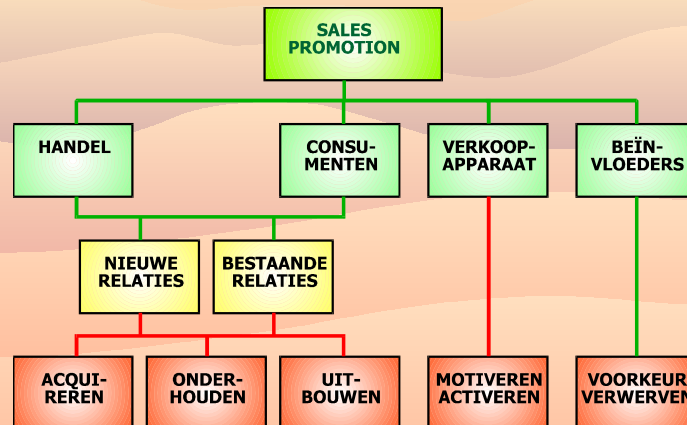 SALES
PROMOTION
HANDEL
CONSU-
MENTEN
VERKOOP-
APPARAAT
BEÏN-
VLOEDERS
NIEUWE
RELATIES
BESTAANDE
RELATIES
ACQUI-
REREN
ONDER-
HOUDEN
UIT-
BOUWEN
MOTIVEREN
ACTIVEREN
VOORKEUR
VERWERVEN